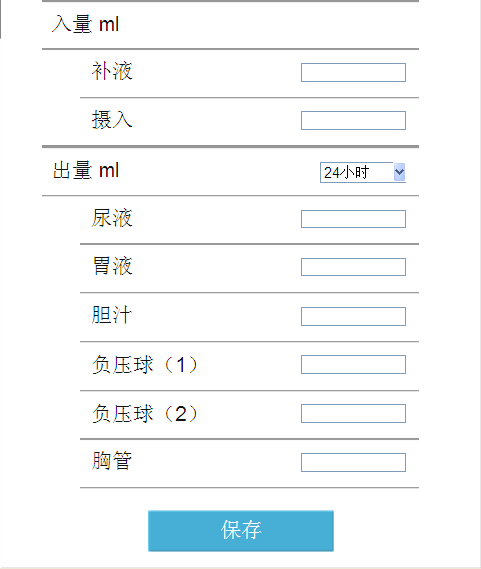 入量 ml
补液
摄入
出量 ml 24小时
尿液
胃液
胆汁
负压球（1）
负压球（2）
胸管
保存